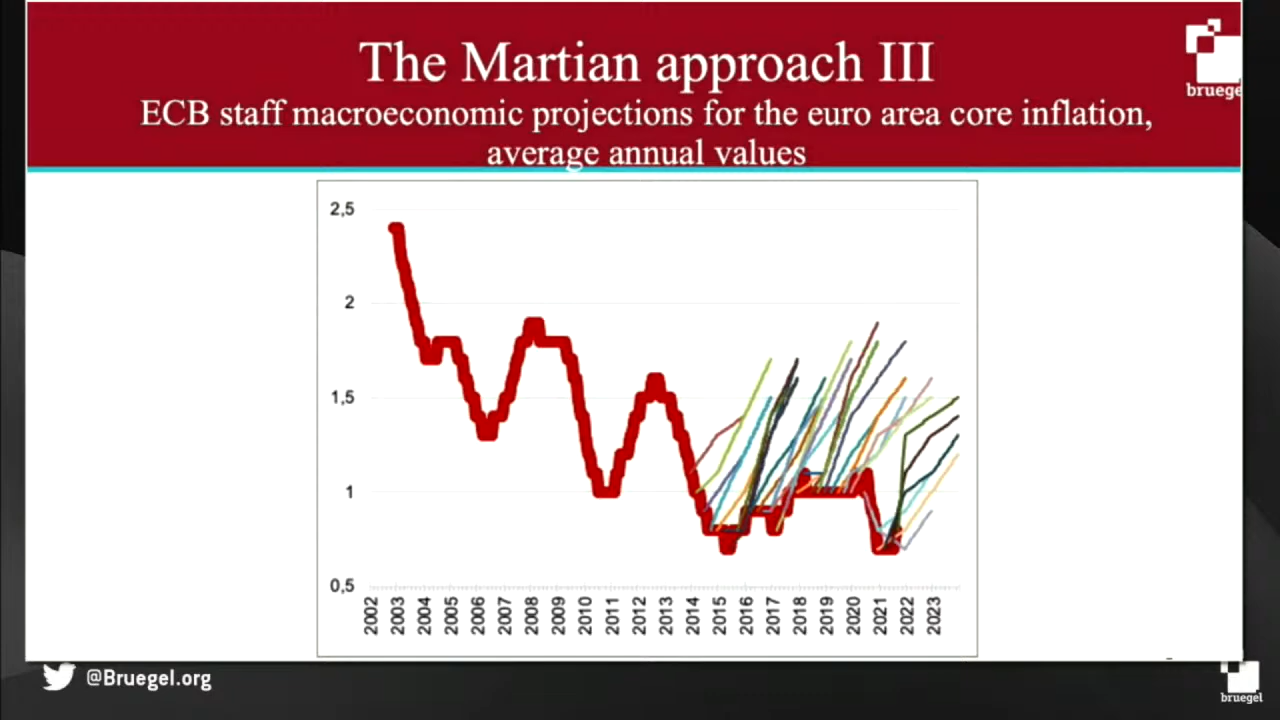 The Martian approach III
ECB staff macroeconomic projections for the euro area core inflation,
average annual values
bruege
2,5
2
1,5
1
0,5
2002 2003 2004 2005 2006 2007 2008 2009 2010 2011 2012 2013 2014 2015 2016 2017 2018 2019 2020 2021 2022 2023
@Bruegel.org
bruegel